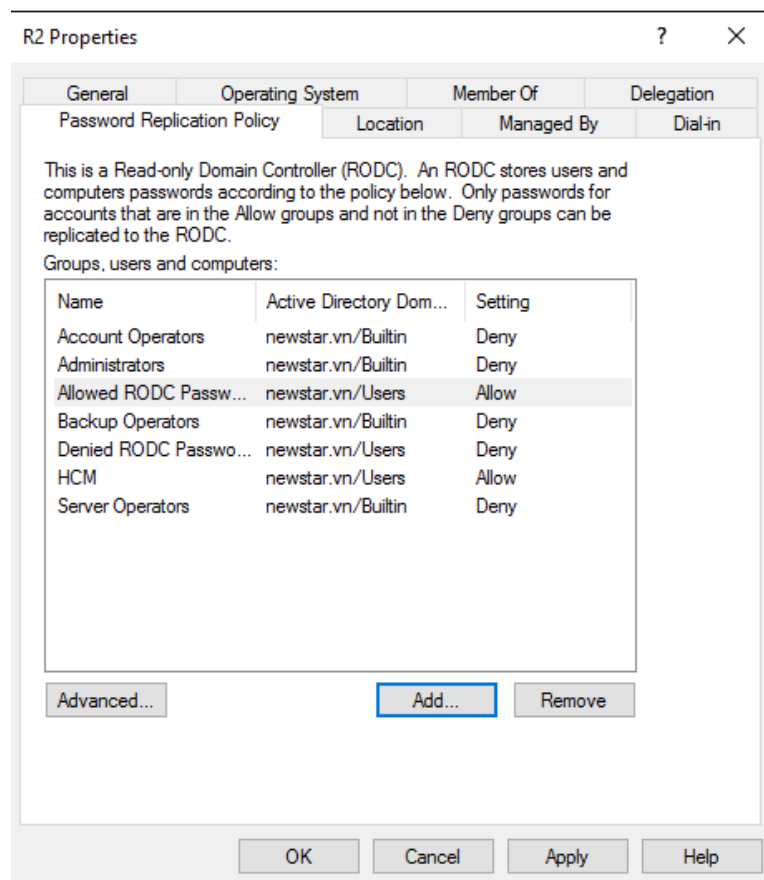 R2 Properties ? X
General Operating System Member Of Delegation
Password Replication Policy Location Managed By Dial-in
This is a Read-only Domain Controller (RODC). An RODC stores users and
computers passwords according to the policy below. Only passwords for
accounts that are in the Allow groups and not in the Deny groups can be
replicated to the RODC.
Groups, users and computers:
Name Active Directory Dom... Setting
Account Operators newstar.vn/Builtin Deny
Administrators newstar.vn/Builtin Deny
Allowed RODC Passw... newstar.vn/Users Allow
Backup Operators newstar.vn/Builtin Deny
Denied RODC Passwo... newstar.vn/Users Deny
HCM newstar.vn/Users Allow
Server Operators newstar.vn/Builtin Deny
Advanced... Add... Remove
OK Cancel Apply Help